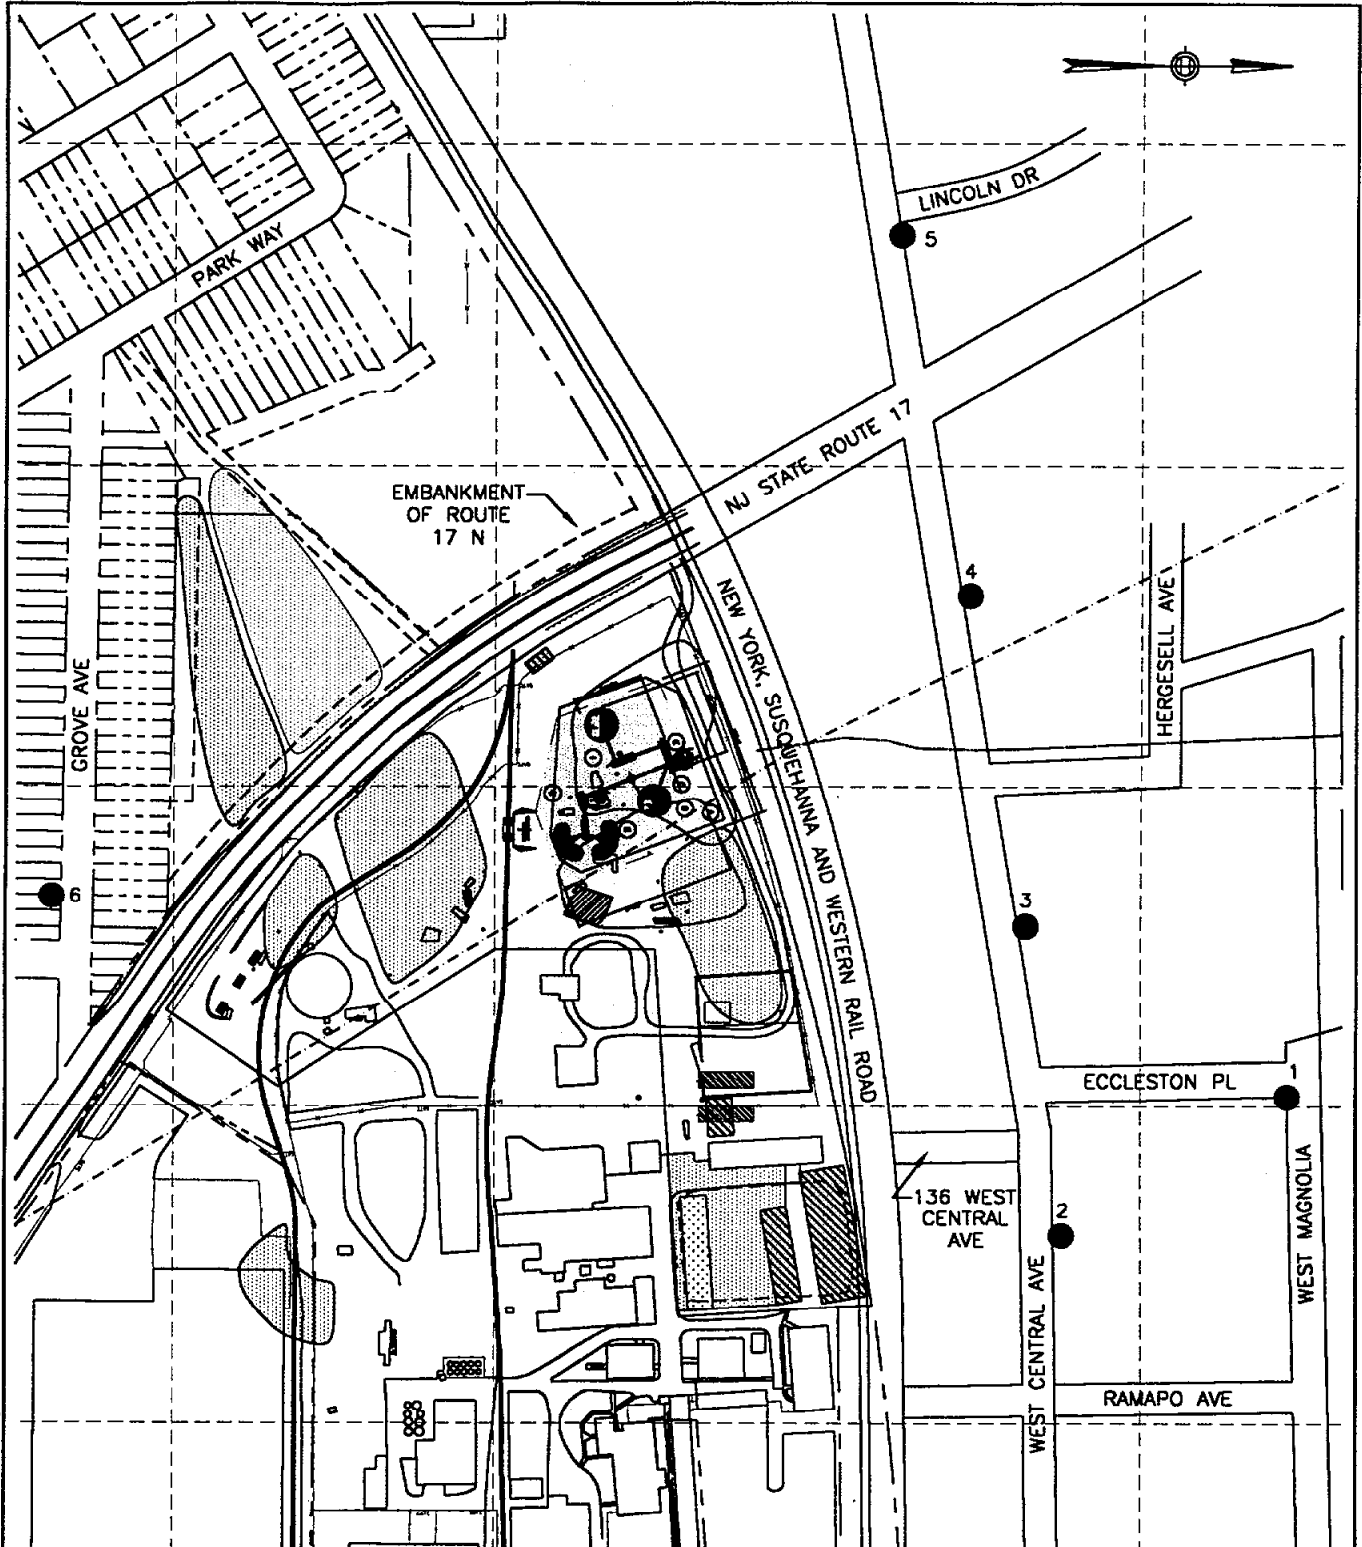 LINCOLN DR
5
PARK WAY
NJ STATE ROUTE 17
EMBANKMENT
OF ROUTE
17 N
4
HERGESELL AVE
NEW YORK, SUSQUEHANNA AND WESTERN RAIL ROAD
GROVE AVE
6
3
ECCLESTON PL
1
136 WEST
CENTRAL
AVE
2
WEST MAGNOLIA
WEST CENTRAL AVE
RAMAPO AVE